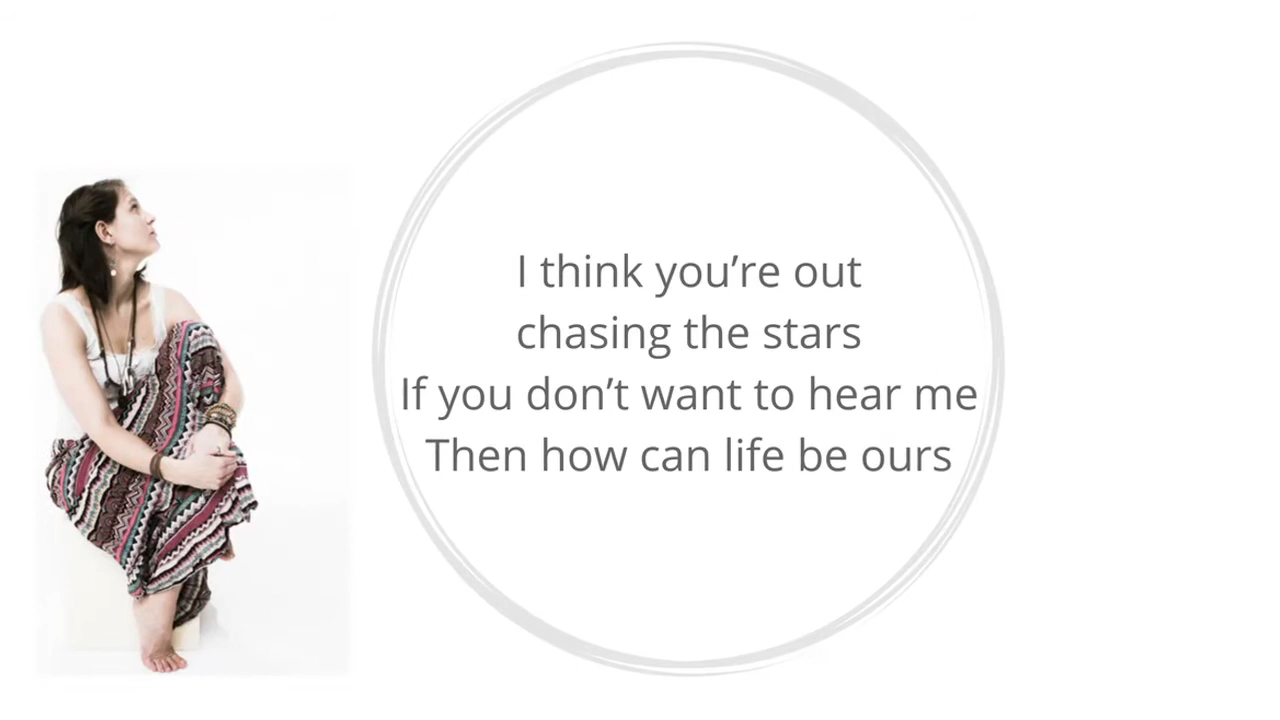 I think you’re out
chasing the stars
If you don’t want to hear me
Then how can life be ours